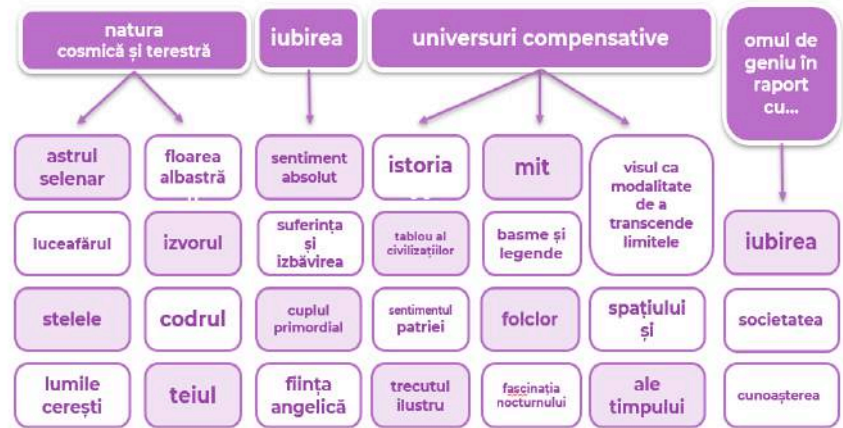 natura
cosmică și terestră
iubirea
universuri compensative
omul de
geniu în
raport
cu...
astrul
selenar
luceafărul
stelele
lumile
cerești
floarea
albastră
izvorul
codrul
teiul
sentiment
absolut
suferința
și
izbăvirea
cuplul
primordial
ființa
angelică
istoria
tablou al
civilizațiilor
sentimentul
patriei
trecutul
ilustru
mit
basme și
legende
folclor
fascinația
nocturnului
visul ca
modalitate
de a
transcende
limitele
spațiului
și
ale
timpului
iubirea
societatea
cunoașterea